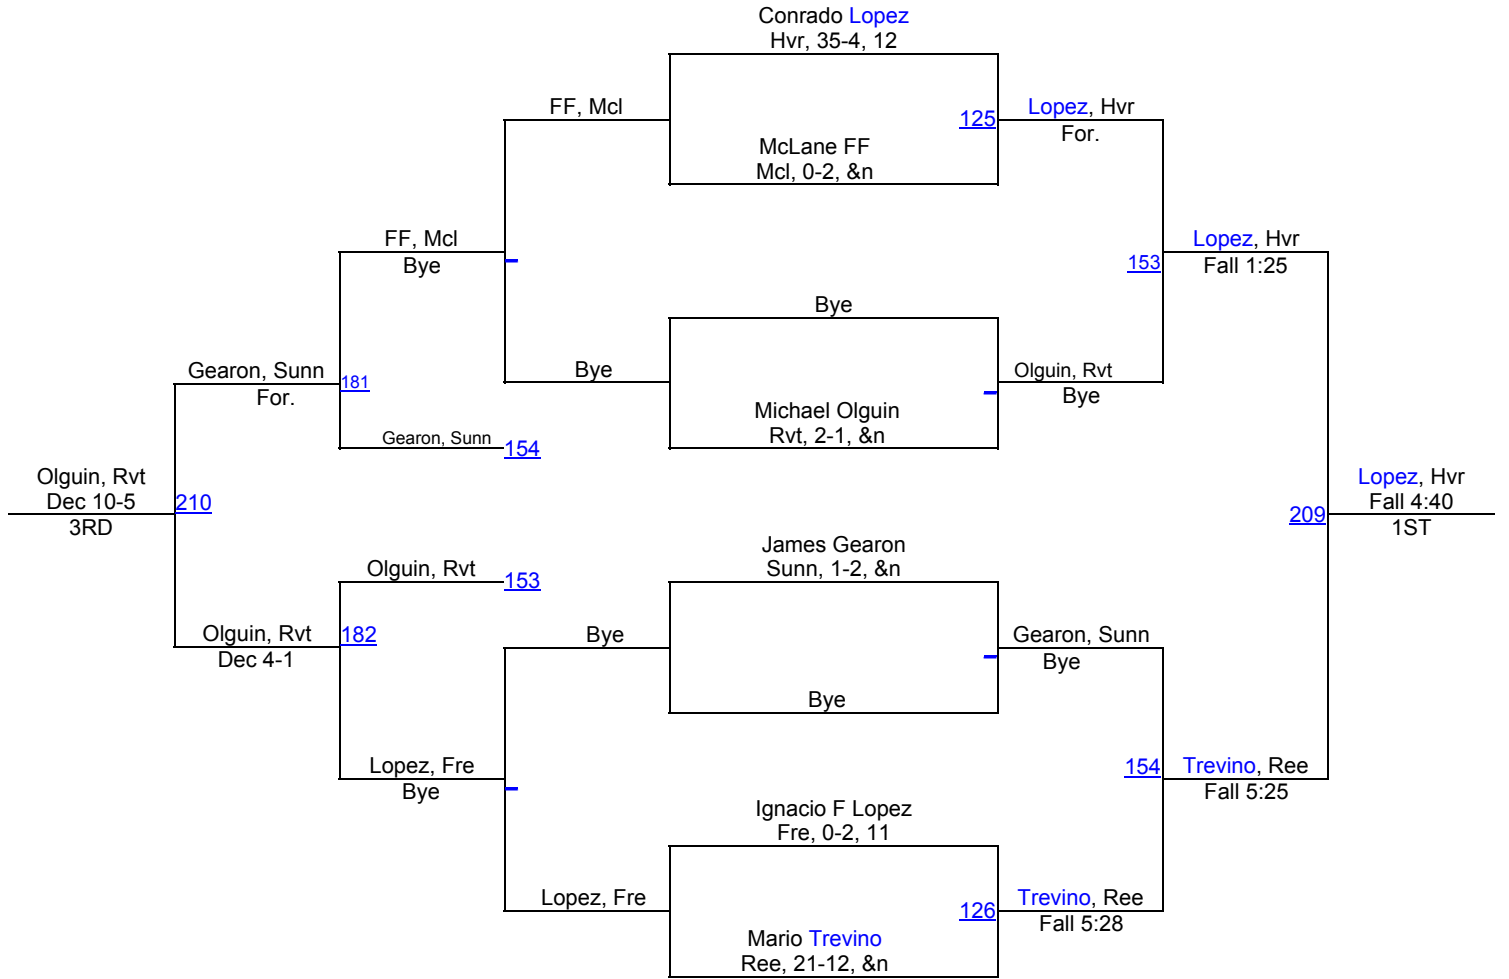 Conrado Lopez
Hvr, 35-4, 12
FF, Mcl
125
Lopez, Hvr
For.
McLane FF
Mcl, 0-2, &n
FF, Mcl
Bye
153
Lopez, Hvr
Fall 1:25
Bye
Gearon, Sunn
For.
181
Bye
Olguin, Rvt
Bye
Michael Olguin
Rvt, 2-1, &n
Gearon, Sunn
154
Olguin, Rvt
Dec 10-5
3RD
210
209
Lopez, Hvr
Fall 4:40
1ST
James Gearon
Sunn, 1-2, &n
Olguin, Rvt
153
Olguin, Rvt
Dec 4-1
182
Bye
Gearon, Sunn
Bye
Bye
Lopez, Fre
Bye
154
Trevino, Ree
Fall 5:25
Ignacio F Lopez
Fre, 0-2, 11
Lopez, Fre
126
Trevino, Ree
Fall 5:28
Mario Trevino
Ree, 21-12, &n